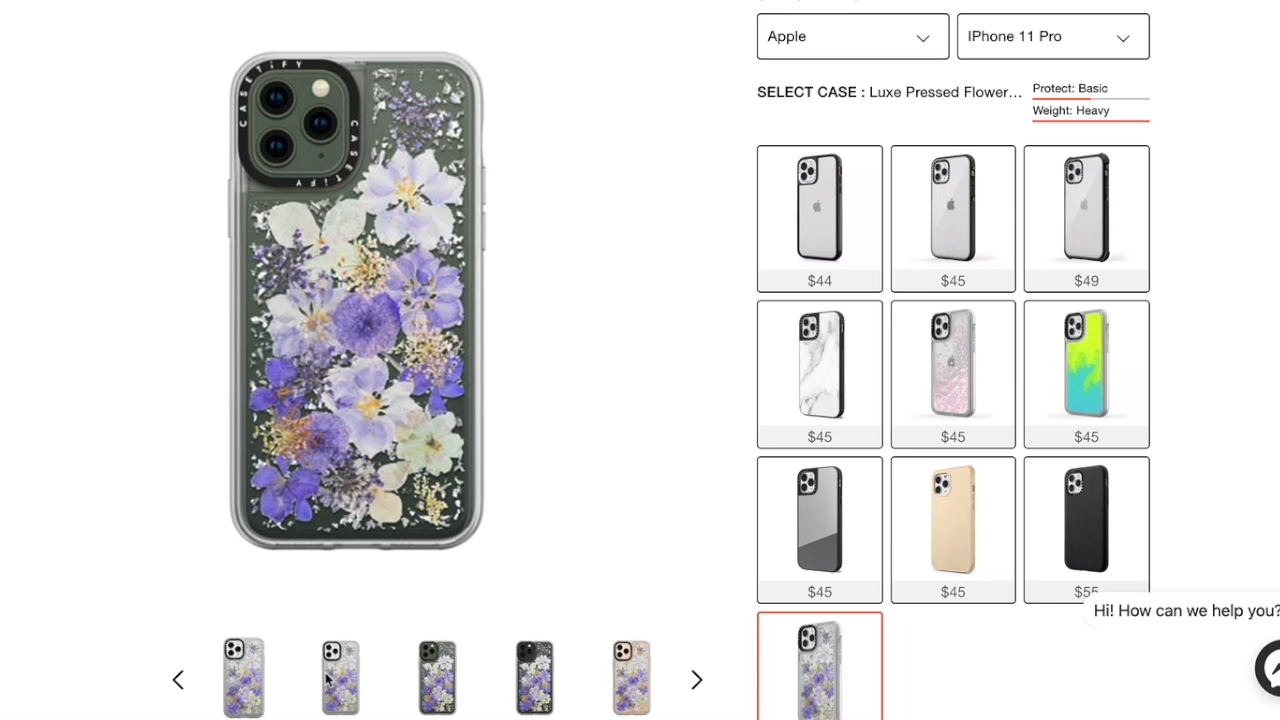 Apple
IPhone 11 Pro
SELECT CASE : Luxe Pressed Flower...
Protect: Basic
Weight: Heavy
CASETiFY
CASETiFY
$44
$45
$49
$45
$45
$45
$45
$45
$55
Hi! How can we help you?